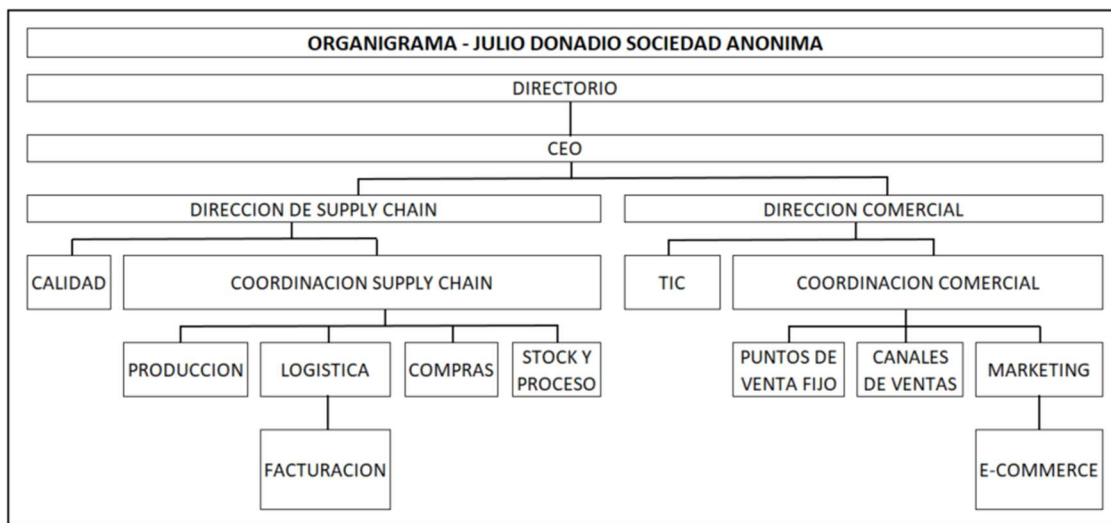 ORGANIGRAMA - JULIO DONADIO SOCIEDAD ANONIMA
DIRECTORIO
CEO
DIRECCION DE SUPPLY CHAIN
DIRECCION COMERCIAL
CALIDAD
COORDINACION SUPPLY CHAIN
TIC
COORDINACION COMERCIAL
PRODUCCION
LOGISTICA
COMPRAS
STOCK Y
PROCESO
PUNTOS DE
VENTA FIJO
CANALES
DE VENTAS
MARKETING
FACTURACION
E-COMMERCE